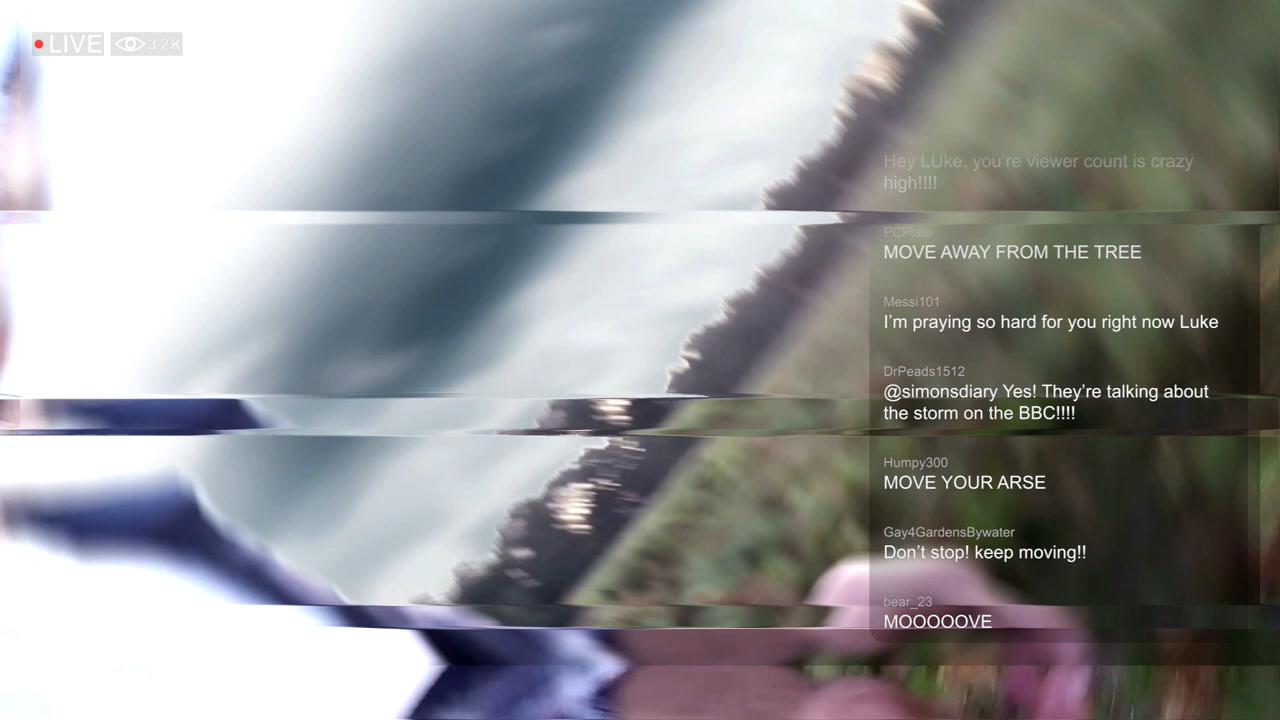 LIVE
32K
Hey LUke, you're viewer count is crazy
high!!!!
PCPlato
MOVE AWAY FROM THE TREE
Messi101
I'm praying so hard for you right now Luke
DrPeads1512
@simonsdiary Yes! They're talking about
the storm on the BBC!!!!
Humpy300
MOVE YOUR ARSE
Gay4GardensBywater
Don't stop! keep moving!!
bear_23
MOOOOOVE